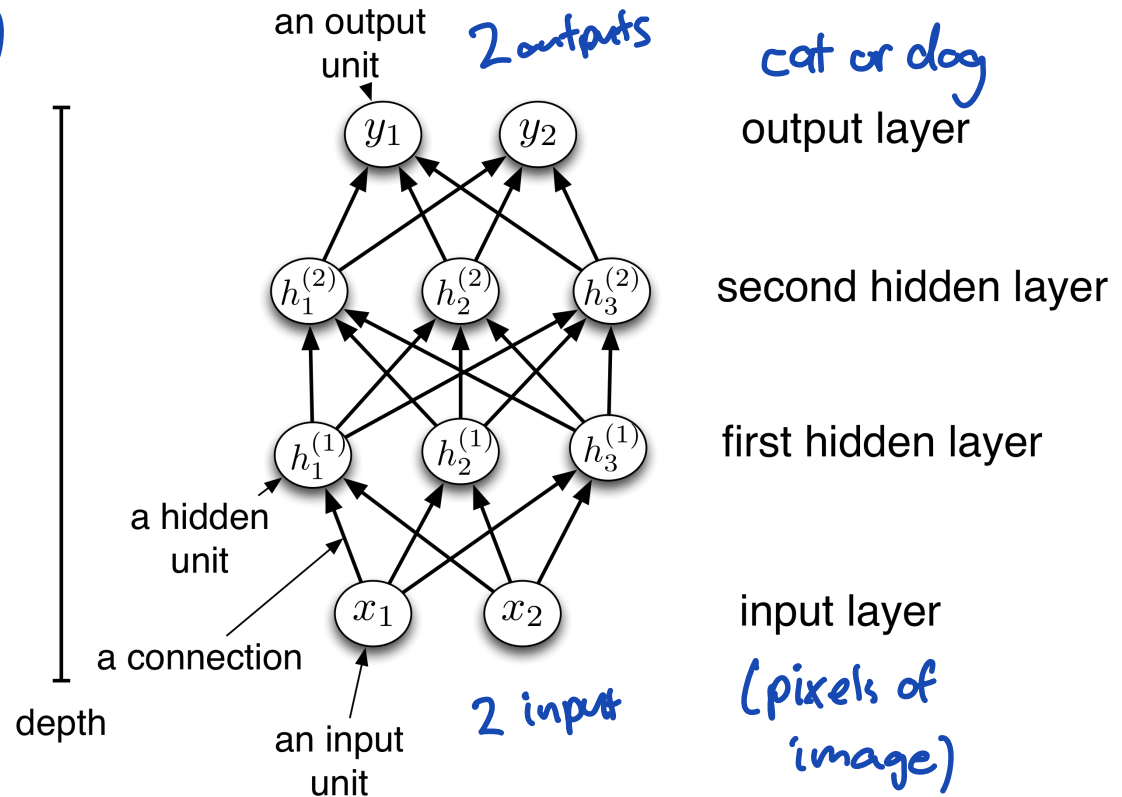 )
an output
unit
2 outputs
cat or dog
y₁
y₂
output layer
h₁⁽²⁾
h₂⁽²⁾
h₃⁽²⁾
second hidden layer
h₁⁽¹⁾
h₂⁽¹⁾
h₃⁽¹⁾
first hidden layer
a hidden
unit
x₁
x₂
input layer
a connection
depth
an input
unit
2 input
(pixels of
image)